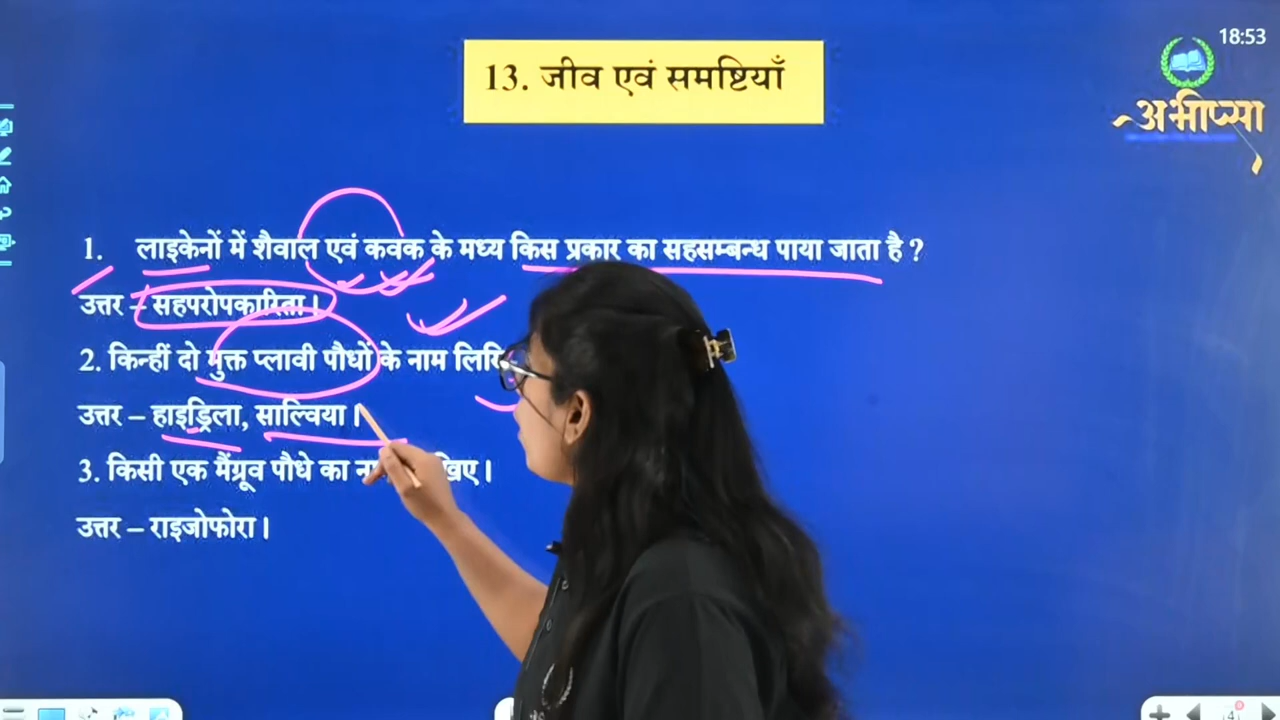 18:53
13. जीव एवं समष्टियाँ
अभीप्सा
1. लाइकेनों में शैवाल एवं कवक के मध्य किस प्रकार का सहसम्बन्ध पाया जाता है ?
उत्तर – सहपरोपकारिता।
2. किन्हीं दो मुक्त प्लावी पौधों के नाम
उत्तर – हाइड्रिला, साल्विया।
3. किसी एक मैंग्रूव पौधे का
उत्तर – राइजोफोरा।